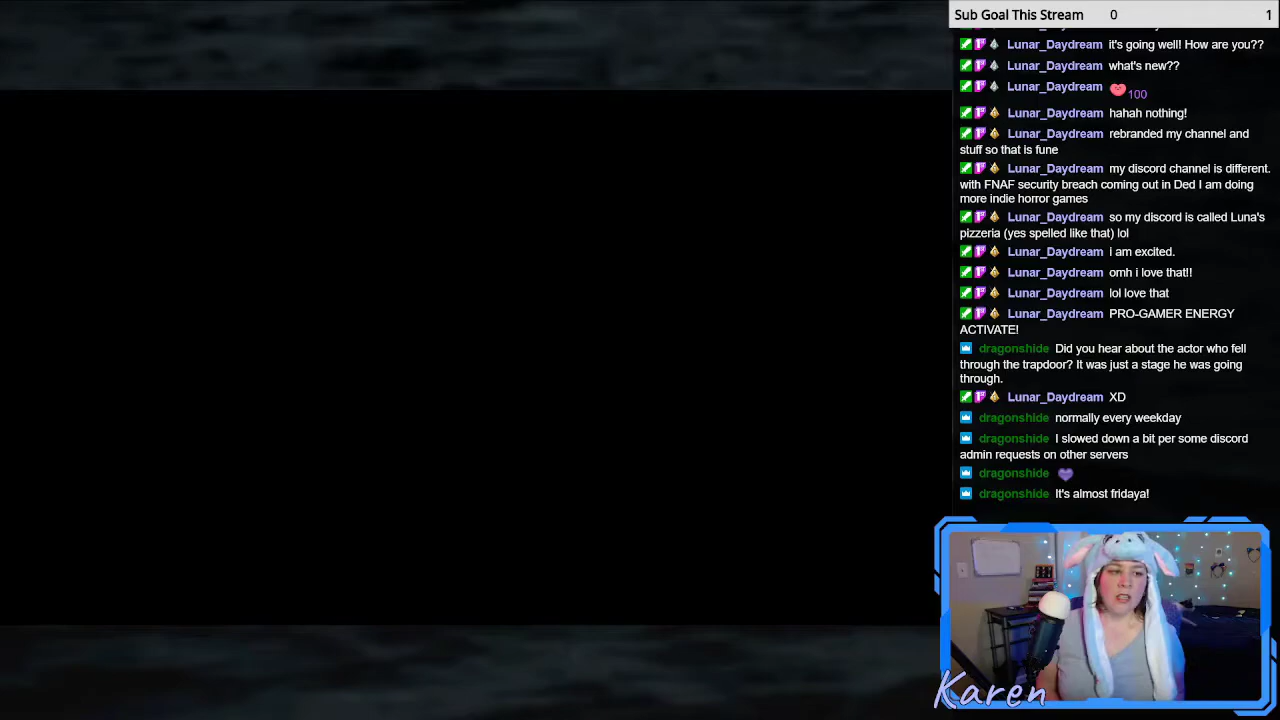 Sub Goal This Stream 0 1
Lunar_Daydream it's going well! How are you??
Lunar_Daydream what's new??
Lunar_Daydream 100
Lunar_Daydream hahah nothing!
Lunar_Daydream rebranded my channel and
stuff so that is fune
Lunar_Daydream my discord channel is different.
with FNAF security breach coming out in Ded I am doing
more indie horror games
Lunar_Daydream so my discord is called Luna's
pizzeria (yes spelled like that) lol
Lunar_Daydream i am excited.
Lunar_Daydream omh i love that!!
Lunar_Daydream lol love that
Lunar_Daydream PRO-GAMER ENERGY
ACTIVATE!
dragonshide Did you hear about the actor who fell
through the trapdoor? It was just a stage he was going
through.
Lunar_Daydream XD
dragonshide normally every weekday
dragonshide I slowed down a bit per some discord
admin requests on other servers
dragonshide
dragonshide It's almost fridaya!
Karen